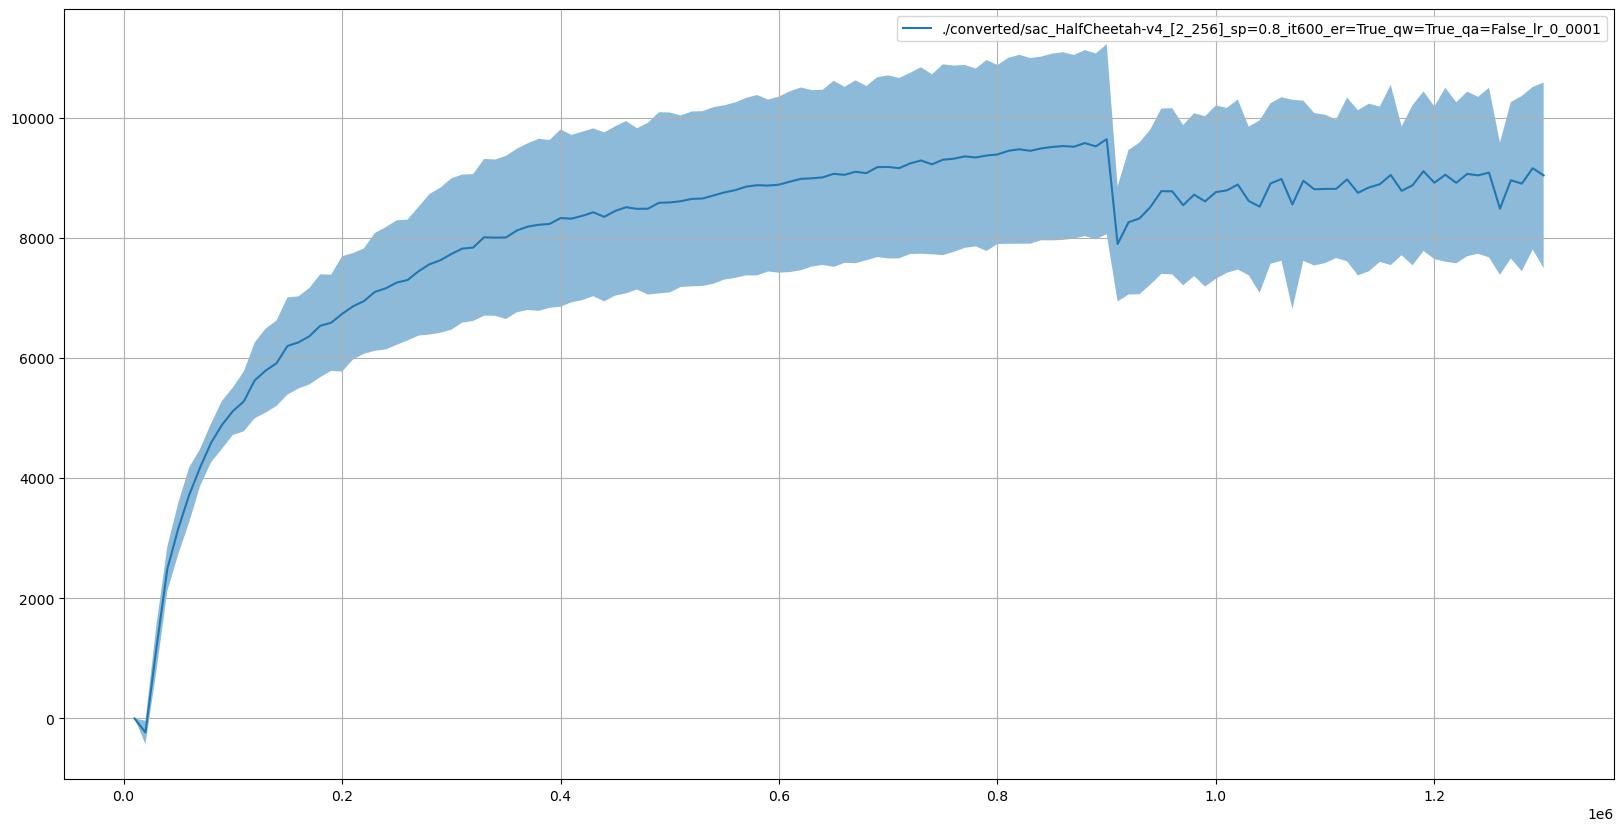 ./converted/sac_HalfCheetah-v4_[2_256]_sp=0.8_it600_er=True_qw=True_qa=False_lr_0_0001
10000
8000
6000
4000
2000
0
0.0 0.2 0.4 0.6 0.8 1.0 1.2
1e6